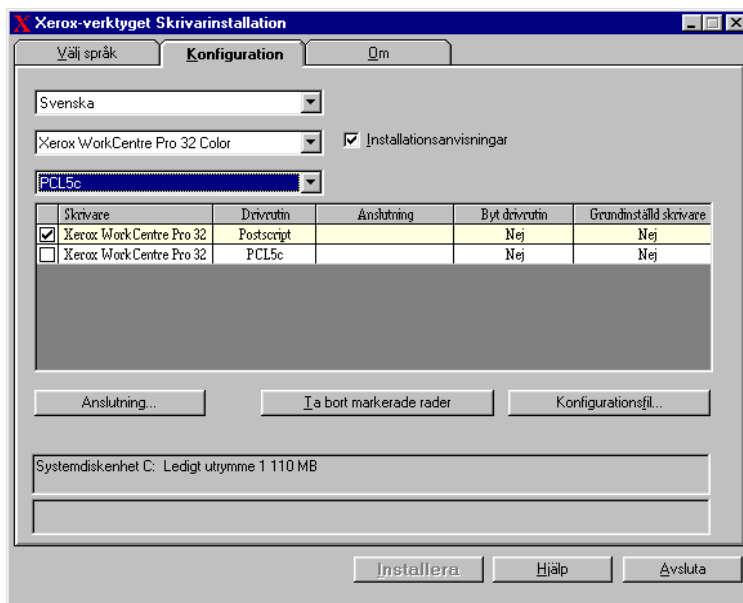 Xerox-verktyget Skrivarinstallation
Välj språk Konfiguration Om
Svenska
Xerox WorkCentre Pro 32 Color Installationsanvisningar
PCL5c
Skrivare Drivrutin Anslutning Byt drivrutin Grundinställd skrivare
Xerox WorkCentre Pro 32 Postscript Nej Nej
Xerox WorkCentre Pro 32 PCL5c Nej Nej
Anslutning... Ta bort markerade rader Konfigurationsfil...
Systemdiskenhet C: Ledigt utrymme 1 110 MB
Installera Hjälp Avsluta